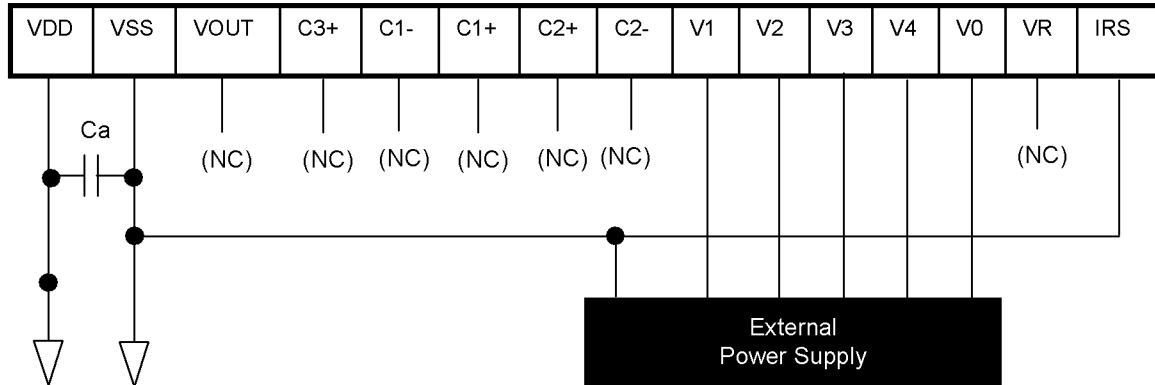 VDD VSS VOUT C3+ C1- C1+ C2+ C2- V1 V2 V3 V4 V0 VR IRS
Ca
(NC) (NC) (NC) (NC) (NC) (NC) (NC)
External
Power Supply